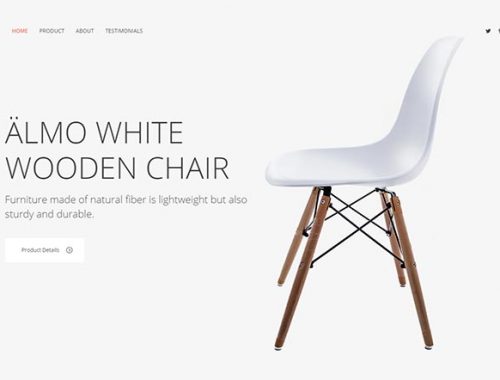 HOME PRODUCT ABOUT TESTIMONIALS
ÄLMO WHITE
WOODEN CHAIR
Furniture made of natural fiber is lightweight but also
sturdy and durable.
Product Details